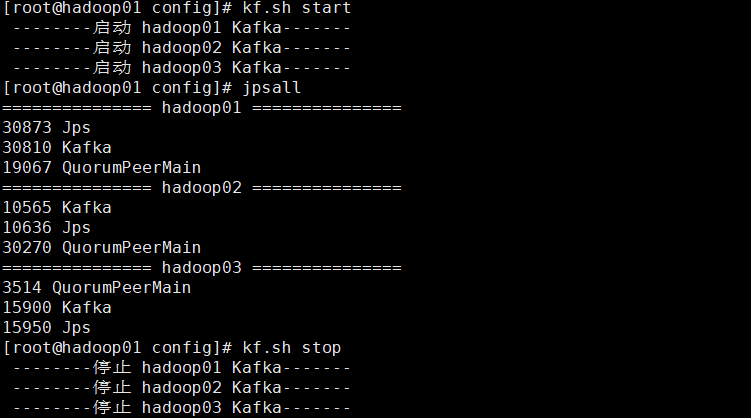 [root@hadoop01 config]# kf.sh start
--------启动 hadoop01 Kafka-------
--------启动 hadoop02 Kafka-------
--------启动 hadoop03 Kafka-------
[root@hadoop01 config]# jpsall
=============== hadoop01 ===============
30873 Jps
30810 Kafka
19067 QuorumPeerMain
=============== hadoop02 ===============
10565 Kafka
10636 Jps
30270 QuorumPeerMain
=============== hadoop03 ===============
3514 QuorumPeerMain
15900 Kafka
15950 Jps
[root@hadoop01 config]# kf.sh stop
--------停止 hadoop01 Kafka-------
--------停止 hadoop02 Kafka-------
--------停止 hadoop03 Kafka-------